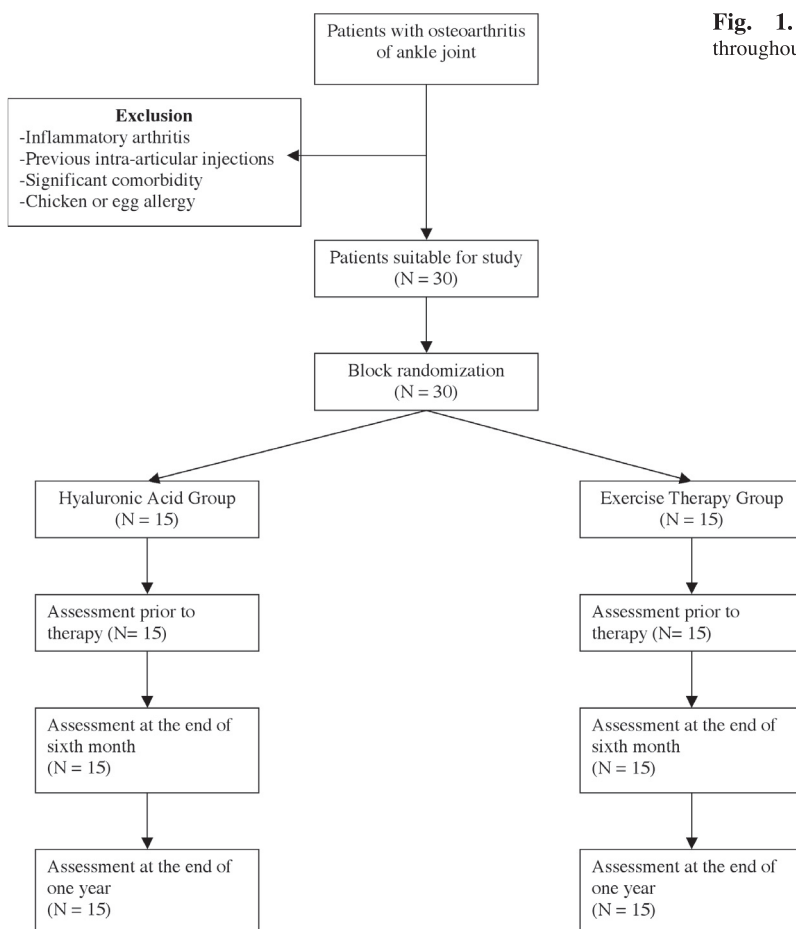 Patients with osteoarthritis
of ankle joint
Fig. 1.
throughou
Exclusion
-Inflammatory arthritis
-Previous intra-articular injections
-Significant comorbidity
-Chicken or egg allergy
Patients suitable for study
(N = 30)
Block randomization
(N = 30)
Hyaluronic Acid Group
(N = 15)
Assessment prior to
therapy (N= 15)
Assessment at the end of
sixth month
(N = 15)
Assessment at the end of
one year
(N = 15)
Exercise Therapy Group
(N = 15)
Assessment prior to
therapy (N= 15)
Assessment at the end of
sixth month
(N = 15)
Assessment at the end of
one year
(N = 15)